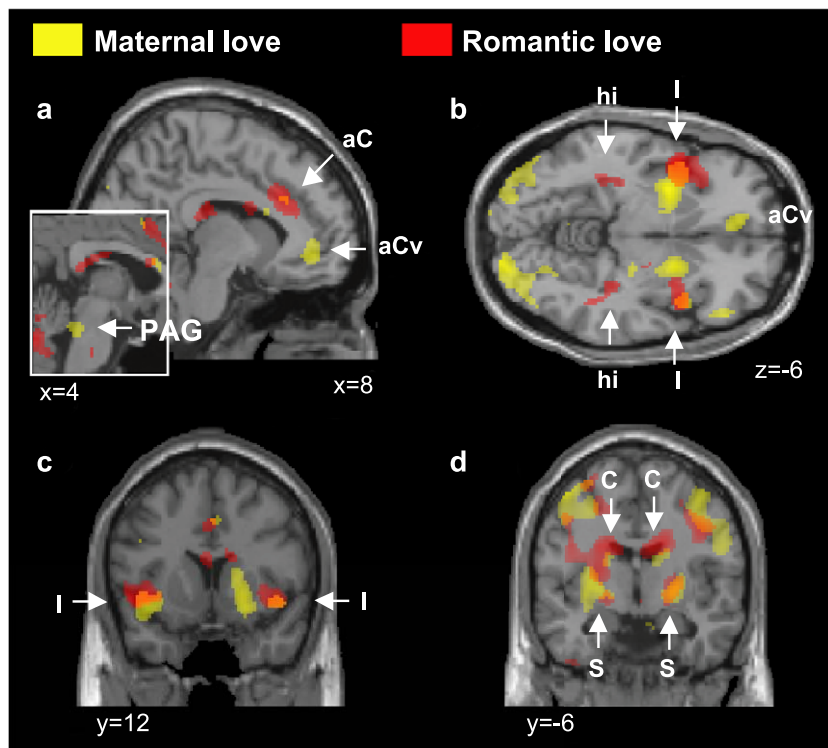 Maternal love
Romantic love
a
aC
aCv
PAG
x=4
x=8
b
hi
I
aCv
hi
I
z=-6
c
I
I
y=12
d
C
C
S
S
y=-6